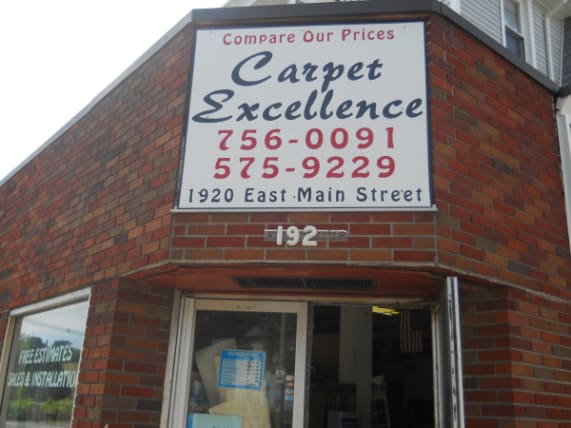 Compare Our Prices
Carpet
Excellence
756-0091
575-9229
1920 East Main Street
192
FREE ESTIMATES
SALES & INSTALLATION